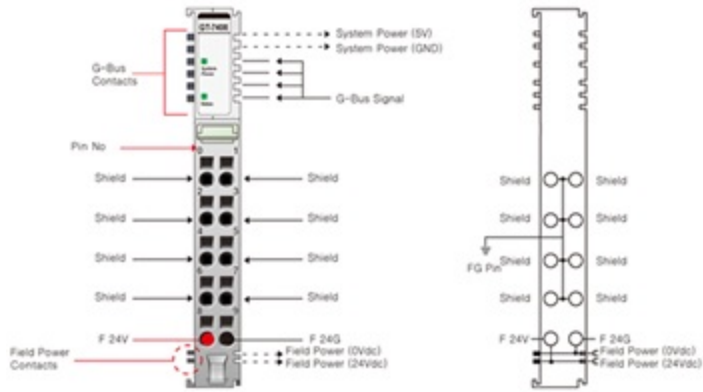 GT-7408
System Power (5V)
System Power (GND)
G-Bus
Contacts
G-Bus Signal
Pin No
0 1
Shield Shield Shield Shield
2 3
Shield Shield Shield Shield
4 5
Shield Shield FG Pin Shield Shield
6 7
Shield Shield Shield Shield
8 9
F 24V F 24G F 24V F 24G
Field Power
Contacts
Field Power (0Vdc) Field Power (0Vdc)
Field Power (24Vdc) Field Power (24Vdc)